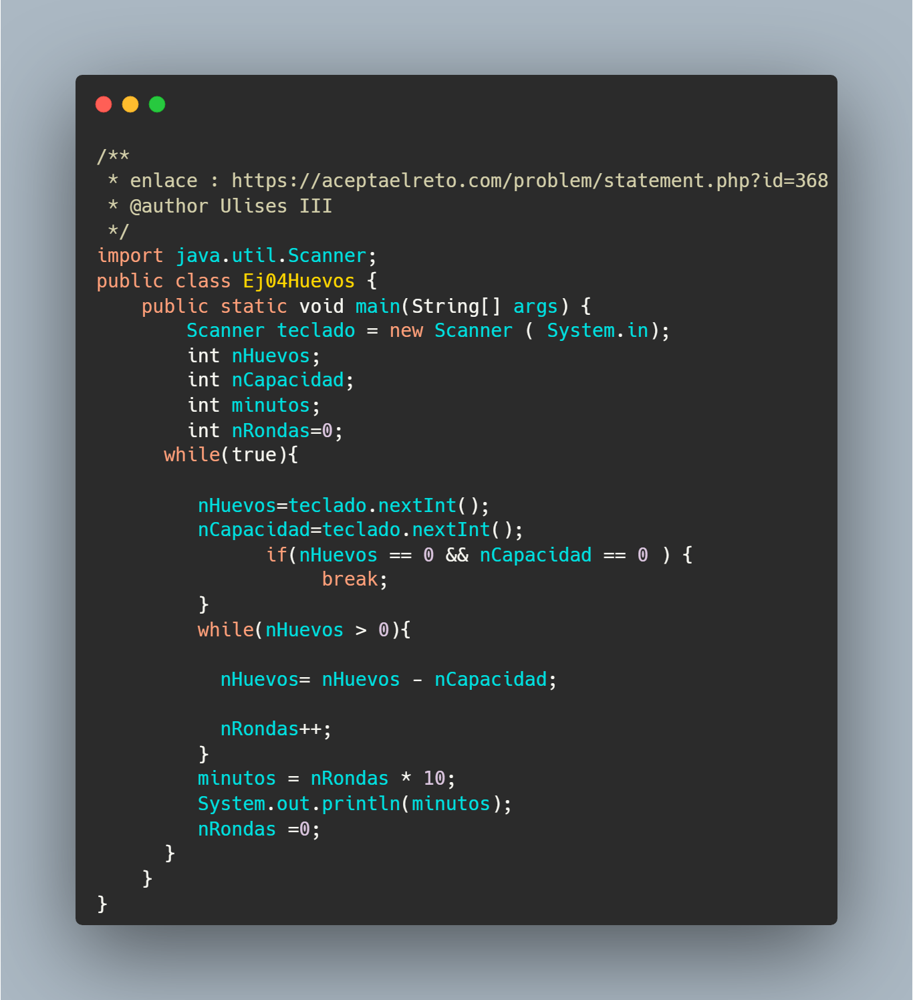 /**
 * enlace : https://aceptaelreto.com/problem/statement.php?id=368
 * @author Ulises III
 */
import java.util.Scanner;
public class Ej04Huevos {
    public static void main(String[] args) {
        Scanner teclado = new Scanner ( System.in);
        int nHuevos;
        int nCapacidad;
        int minutos;
        int nRondas=0;
      while(true){

         nHuevos=teclado.nextInt();
         nCapacidad=teclado.nextInt();
               if(nHuevos == 0 && nCapacidad == 0 ) {
                    break;
         }
         while(nHuevos > 0){

           nHuevos= nHuevos - nCapacidad;

           nRondas++;
         }
         minutos = nRondas * 10;
         System.out.println(minutos);
         nRondas =0;
      }
    }
}